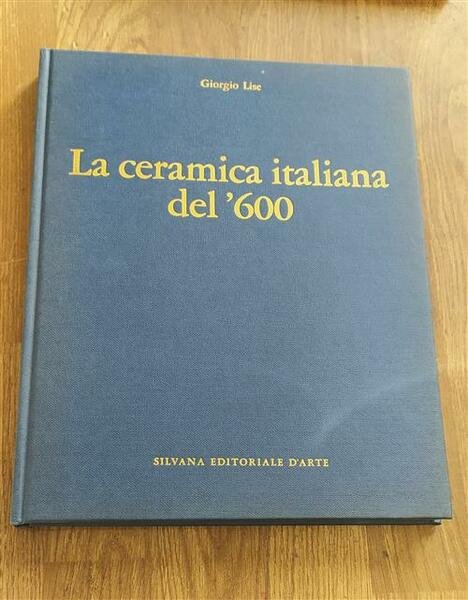 Giorgio Lise
La ceramica italiana
del '600
SILVANA EDITORIALE D'ARTE